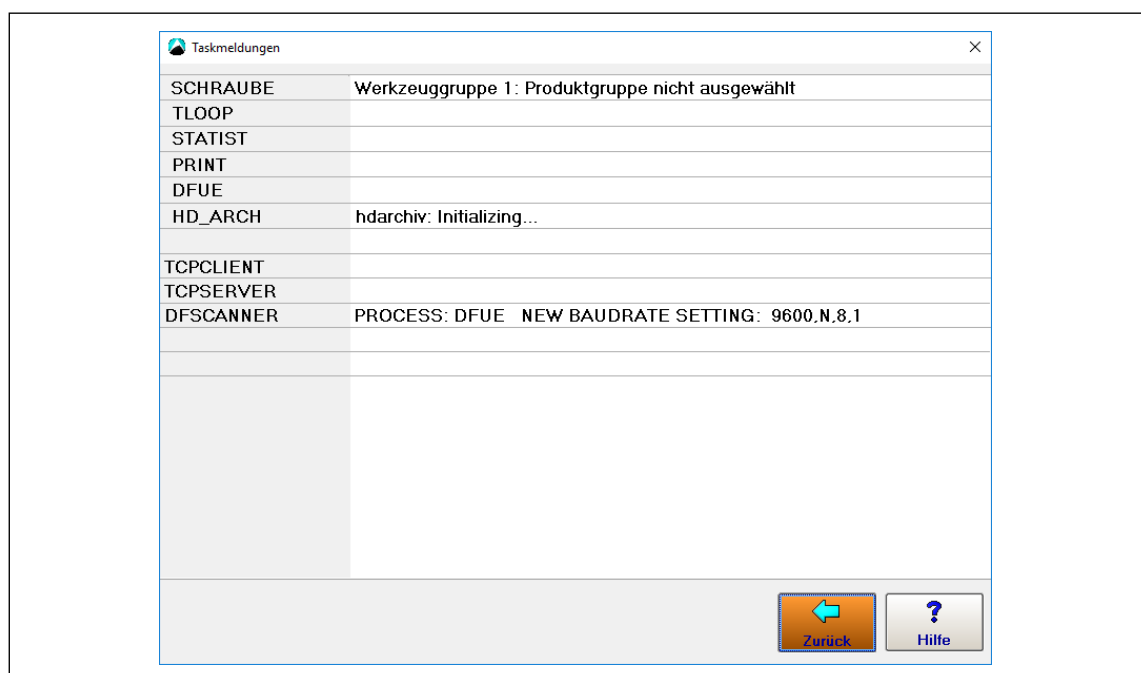 Taskmeldungen
SCHRAUBE Werkzeuggruppe 1: Produktgruppe nicht ausgewählt
TLOOP
STATIST
PRINT
DFUE
HD_ARCH hdarchiv: Initializing...
TCPCLIENT
TCPSERVER
DFSCANNER PROCESS: DFUE NEW BAUDRATE SETTING: 9600,N,8,1
Zurück
?
Hilfe